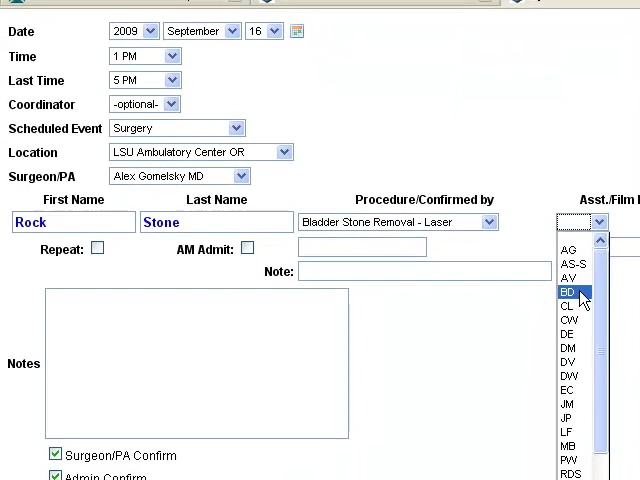 Date 2009 September 16
Time 1 PM
Last Time 5 PM
Coordinator -optional-
Scheduled Event Surgery
Location LSU Ambulatory Center OR
Surgeon/PA Alex Gomelsky MD
First Name Last Name Procedure/Confirmed by Asst./Film
Rock Stone Bladder Stone Removal - Laser
Repeat: AM Admit:
Note:
AG
AS-S
AV
BD
CL
CW
DE
DM
DV
DW
EC
JM
JP
LF
MB
PW
RDS
Notes
Surgeon/PA Confirm
Admin Confirm